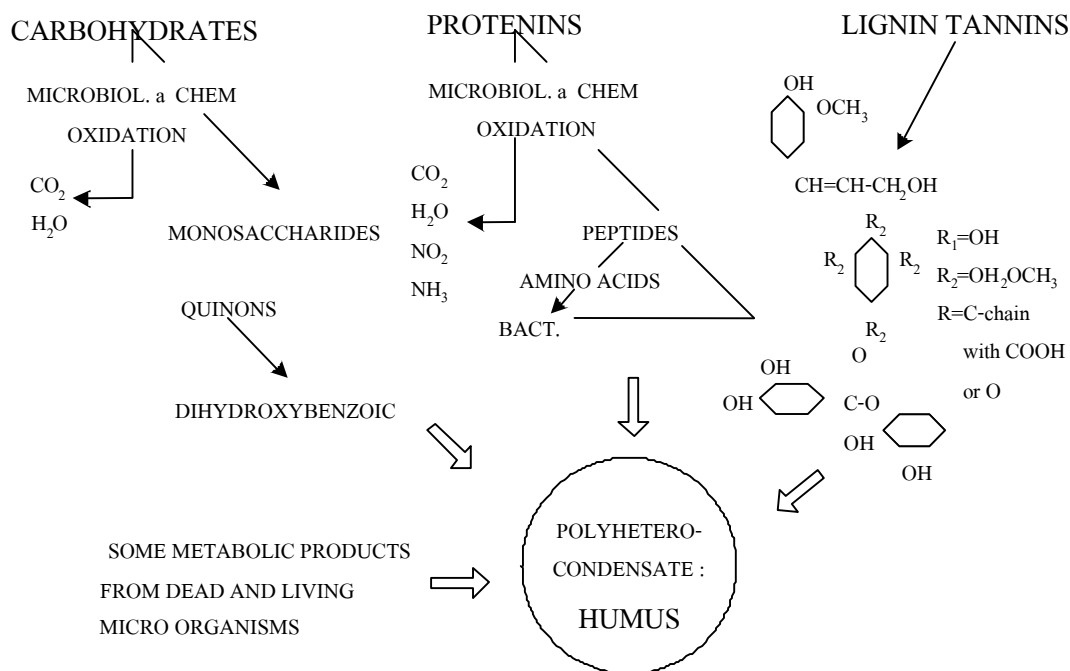 CARBOHYDRATES
MICROBIOL. a CHEM
OXIDATION
CO₂
H₂O
MONOSACCHARIDES
QUINONS
DIHYDROXYBENZOIC
PROTENINS
MICROBIOL. a CHEM
OXIDATION
CO₂
H₂O
NO₂
NH₃
PEPTIDES
AMINO ACIDS
BACT.
LIGNIN TANNINS
OH
OCH₃
CH=CH-CH₂OH
R₂
R₂ R₂
R₂
R₁=OH
R₂=OH₂OCH₃
R=C-chain
with COOH
or O
O
OH
OH
C-O
OH
OH
SOME METABOLIC PRODUCTS
FROM DEAD AND LIVING
MICRO ORGANISMS
POLYHETERO-
CONDENSATE :
HUMUS